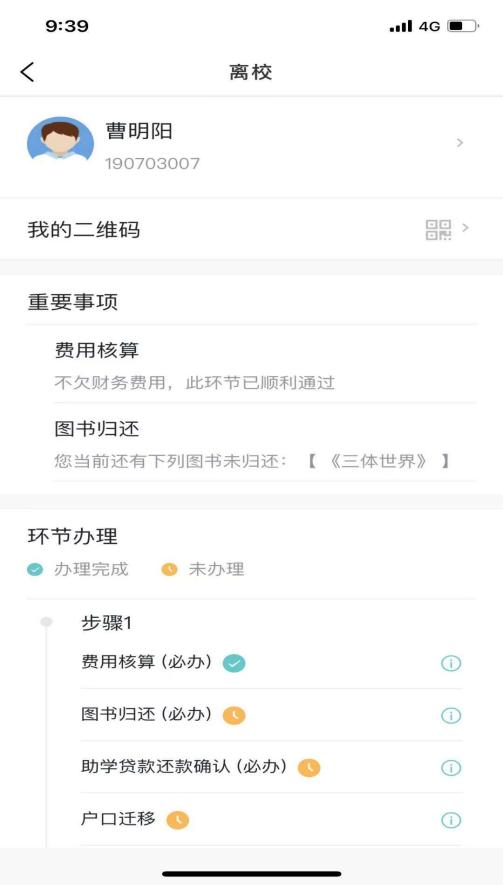 9:39
4G
离校
曹明阳
190703007
我的二维码
重要事项
费用核算
不欠财务费用，此环节已顺利通过
图书归还
您当前还有下列图书未归还：【 《三体世界》 】
环节办理
办理完成 未办理
步骤1
费用核算(必办)
图书归还(必办)
助学贷款还款确认(必办)
户口迁移